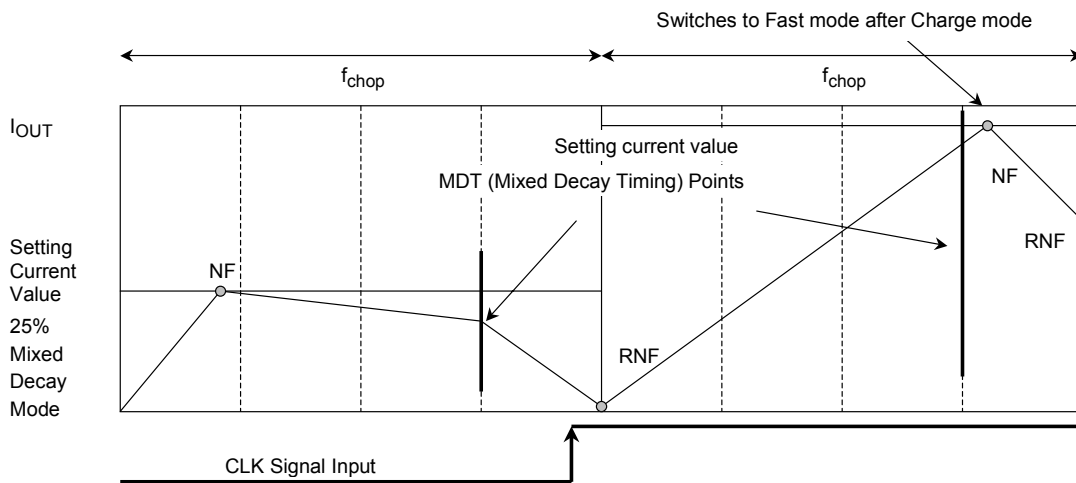 Switches to Fast mode after Charge mode
fchop
fchop
IOUT
Setting current value
MDT (Mixed Decay Timing) Points
NF
RNF
Setting
Current
Value
NF
25%
Mixed
Decay
Mode
RNF
CLK Signal Input